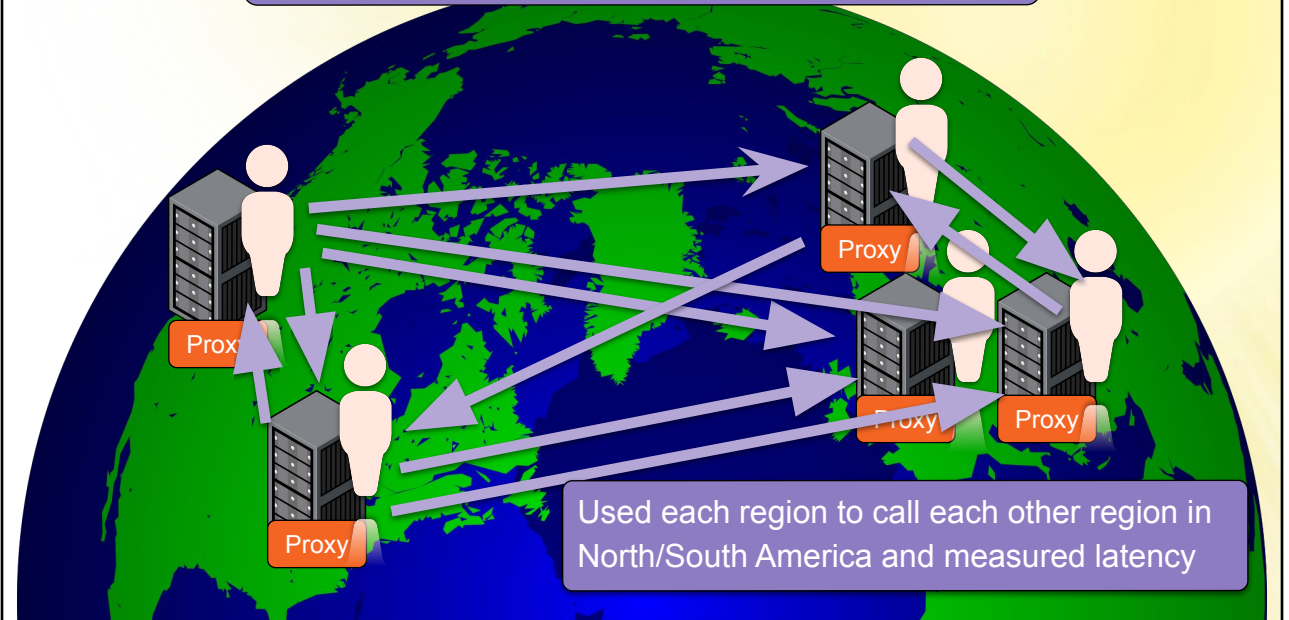 Proxy
Proxy
Proxy
Proxy
Proxy
Used each region to call each other region in
North/South America and measured latency